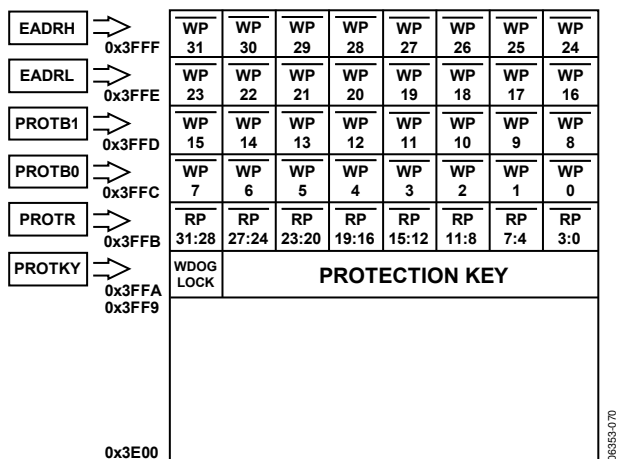 EADRH
0x3FFF
WP 31 WP 30 WP 29 WP 28 WP 27 WP 26 WP 25 WP 24
EADRL
0x3FFE
WP 23 WP 22 WP 21 WP 20 WP 19 WP 18 WP 17 WP 16
PROTB1
0x3FFD
WP 15 WP 14 WP 13 WP 12 WP 11 WP 10 WP 9 WP 8
PROTB0
0x3FFC
WP 7 WP 6 WP 5 WP 4 WP 3 WP 2 WP 1 WP 0
PROTR
0x3FFB
RP 31:28 RP 27:24 RP 23:20 RP 19:16 RP 15:12 RP 11:8 RP 7:4 RP 3:0
PROTKY
0x3FFA
WDOG LOCK
PROTECTION KEY
0x3FF9
0x3E00
06353-070